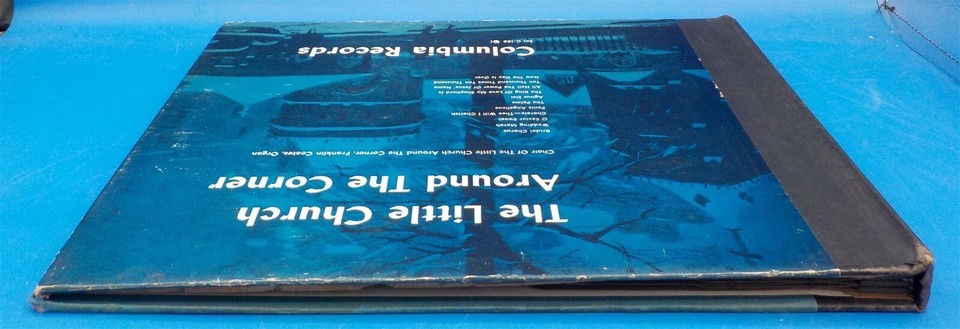 The Little Church
Around The Corner
Choir Of The Little Church Around The Corner, Franklin Coates, Organ
Bridal Chorus
Wedding March
O Savior Sweet
Chorale—Thee Will I Cherish
Panis Angelicus
The Palms
Agnus Dei
All Hail The Power Of Jesus' Name
The King Of Love My Shepherd Is
Ten Thousand Times Ten Thousand
Now The Day Is Over
Columbia Records
Set C-199